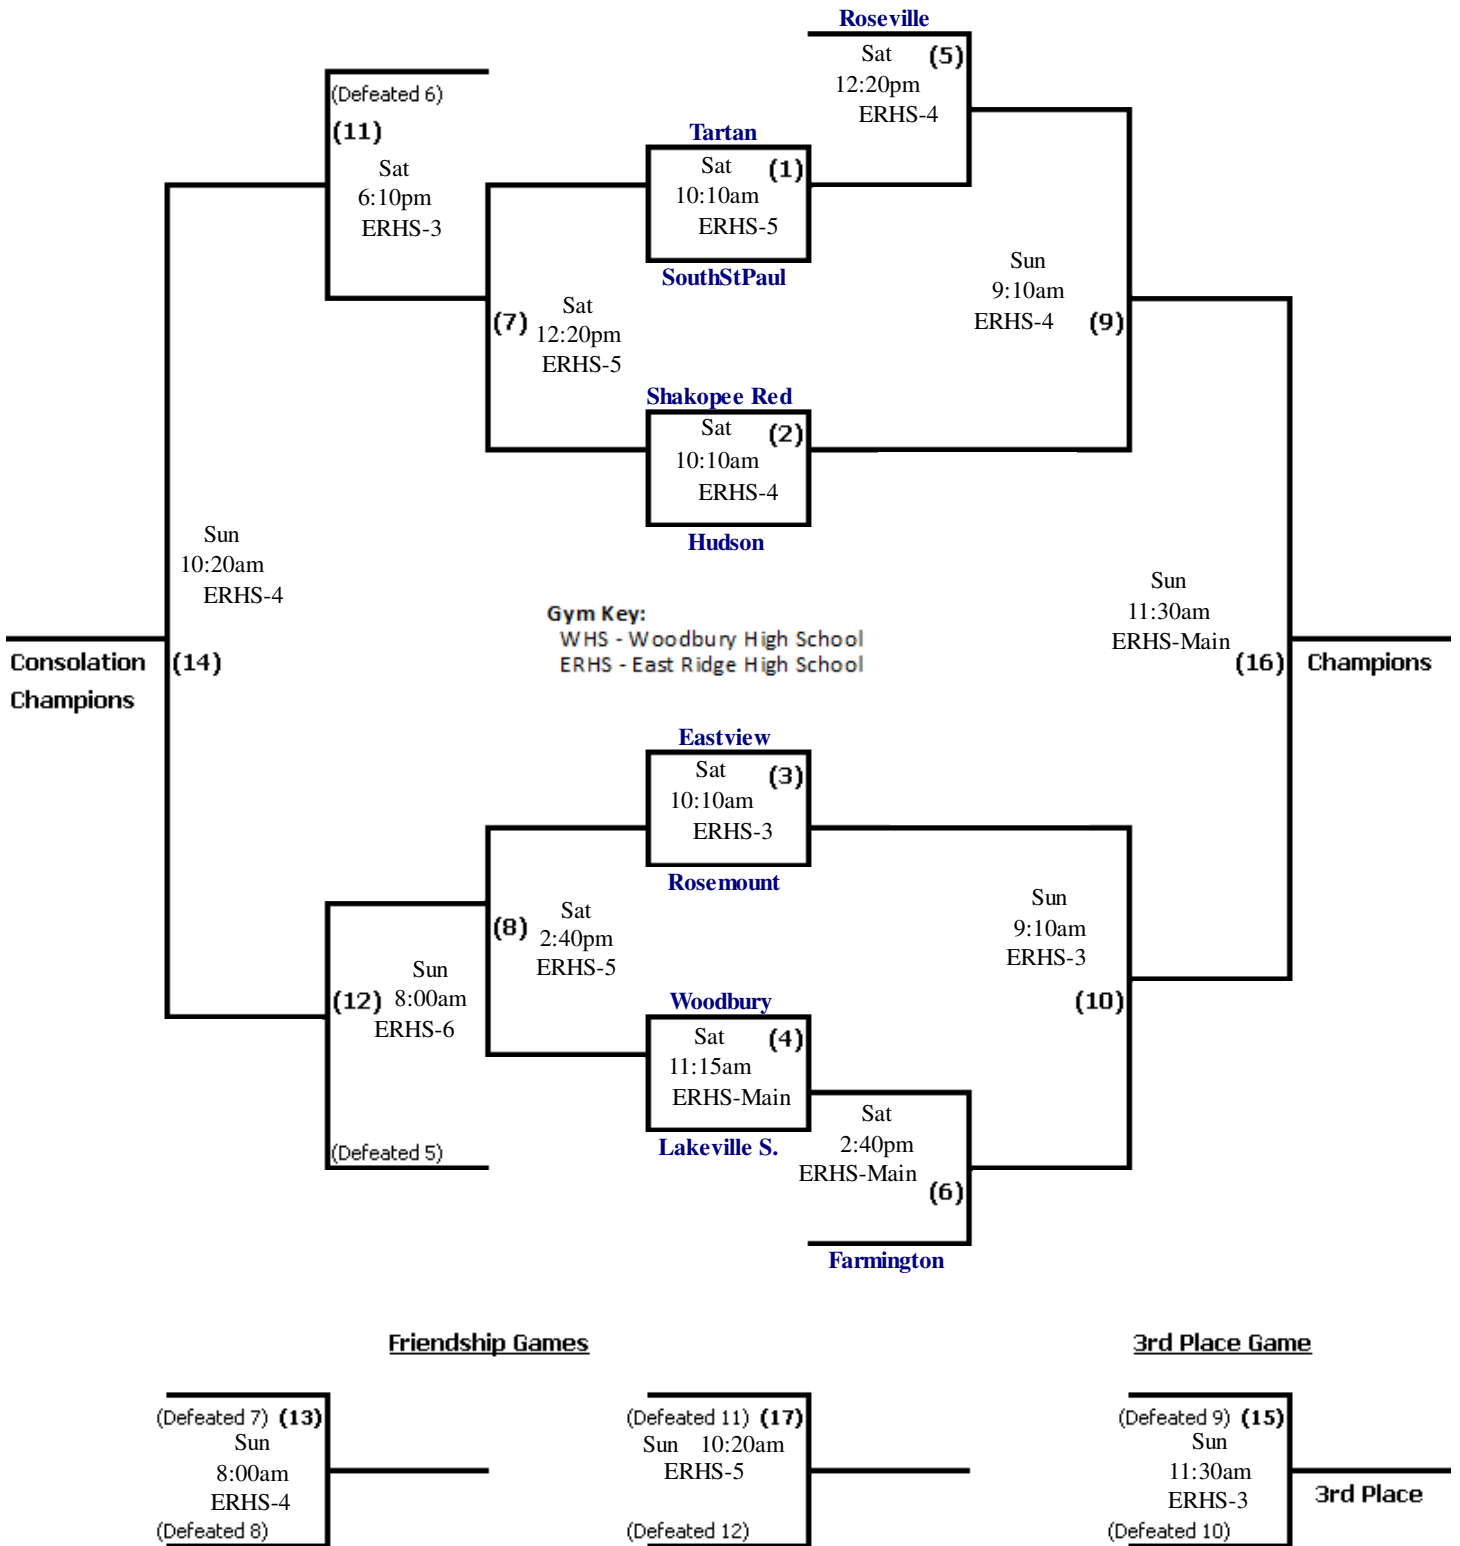 Roseville
Sat (5)
12:20pm
ERHS-4
(Defeated 6)
(11)
Sat
6:10pm
ERHS-3
Tartan
Sat (1)
10:10am
ERHS-5
SouthStPaul
Sun
9:10am
ERHS-4 (9)
Sat
(7) 12:20pm
ERHS-5
Shakopee Red
Sat (2)
10:10am
ERHS-4
Hudson
Sun
10:20am
ERHS-4
Gym Key:
WHS - Woodbury High School
ERHS - East Ridge High School
Sun
11:30am
ERHS-Main
Consolation (14)
Champions
(16) Champions
Eastview
Sat (3)
10:10am
ERHS-3
Rosemount
Sat
(8) 2:40pm
ERHS-5
Sun
9:10am
ERHS-3
(10)
Sun
(12) 8:00am
ERHS-6
Woodbury
Sat (4)
11:15am
ERHS-Main
Lakeville S.
(Defeated 5)
Sat
2:40pm
ERHS-Main
(6)
Farmington
Friendship Games
3rd Place Game
(Defeated 7) (13)
Sun
8:00am
ERHS-4
(Defeated 8)
(Defeated 11) (17)
Sun 10:20am
ERHS-5
(Defeated 12)
(Defeated 9) (15)
Sun
11:30am
ERHS-3
(Defeated 10)
3rd Place